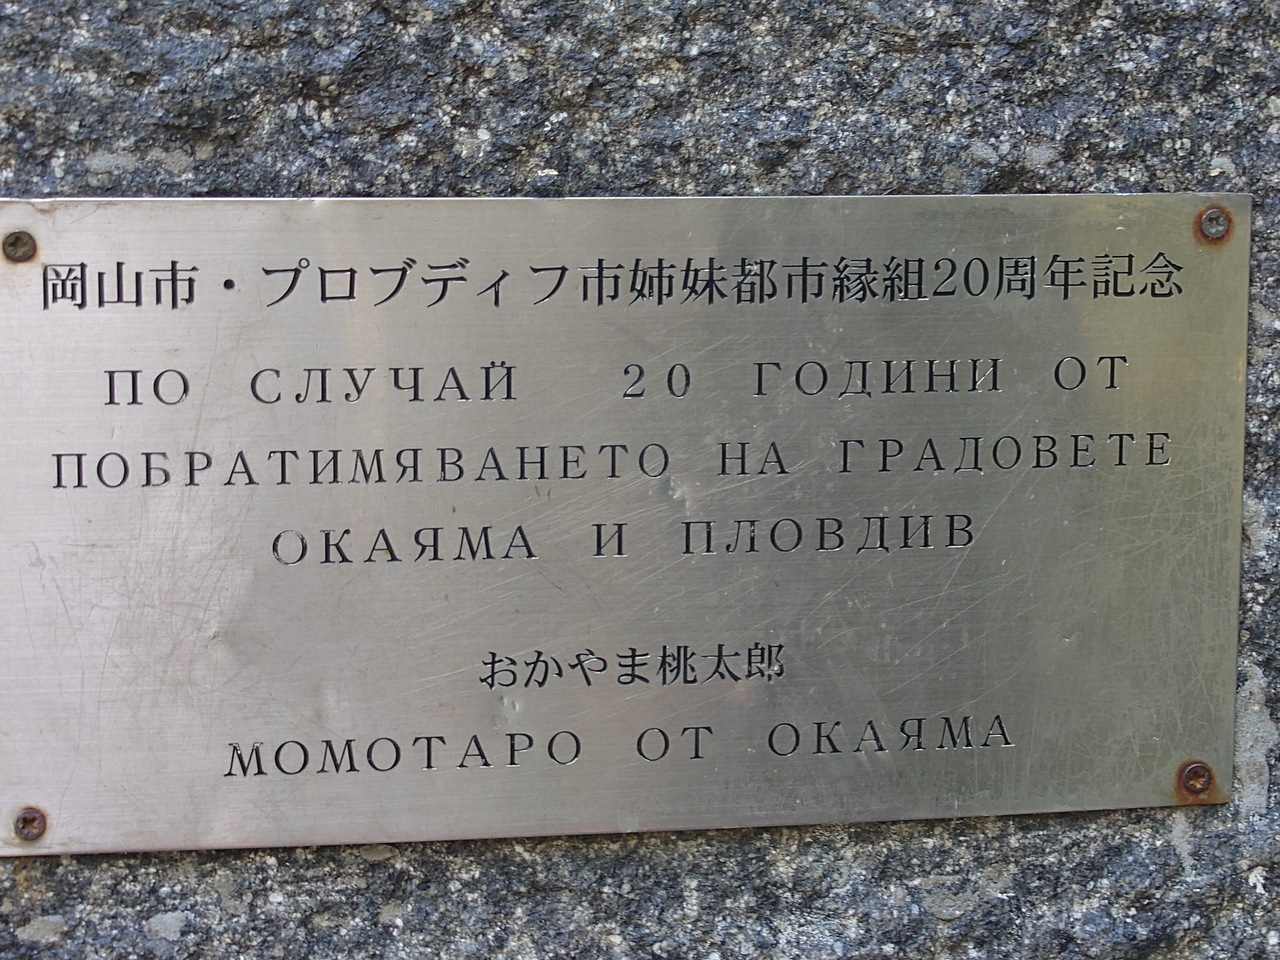 岡山市・プロブディフ市姉妹都市縁組20周年記念
ПО СЛУЧАЙ 20 ГОДИНИ ОТ
ПОБРАТИМЯВАНЕТО НА ГРАДОВЕТЕ
ОКАЯМА И ПЛОВДИВ
おかやま桃太郎
МОМОТАРО ОТ ОКАЯМА